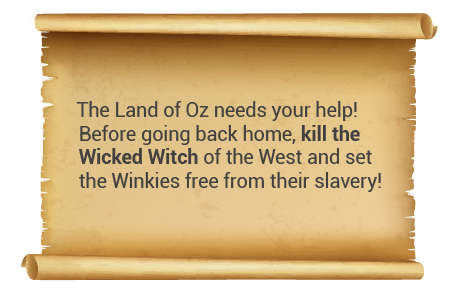 The Land of Oz needs your help!
Before going back home, kill the
Wicked Witch of the West and set
the Winkies free from their slavery!